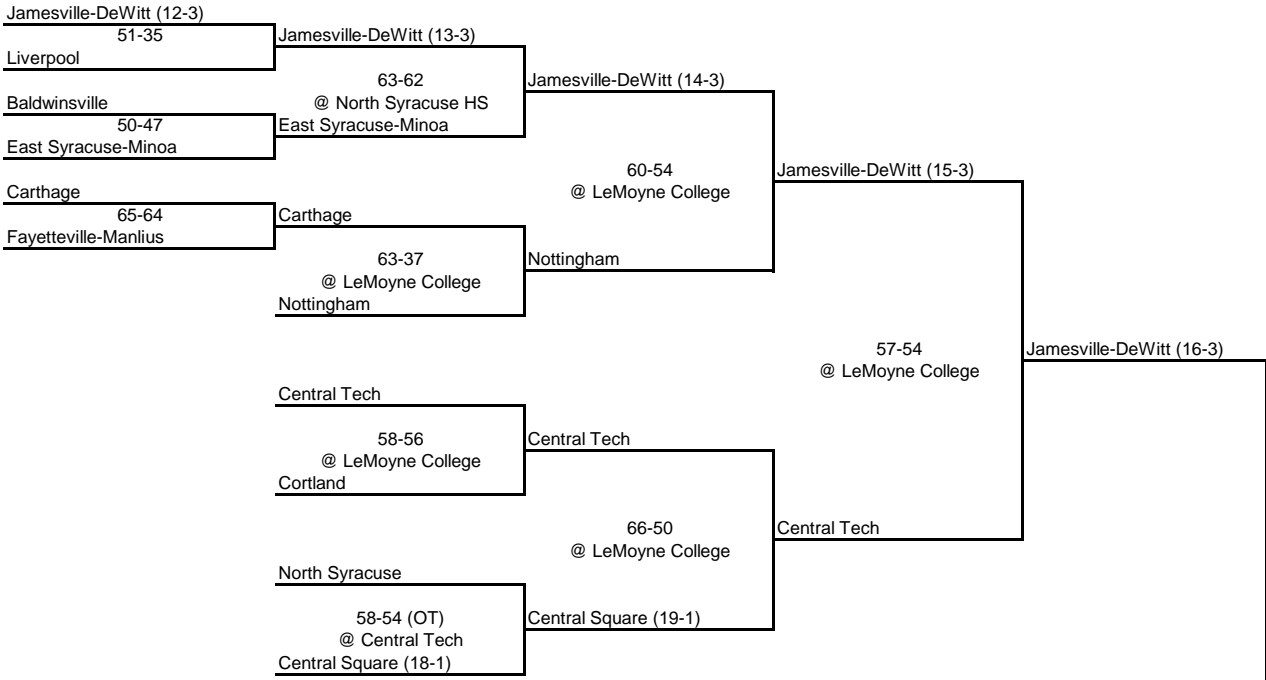 Jamesville-DeWitt (12-3)
51-35
Liverpool
Jamesville-DeWitt (13-3)
63-62
@ North Syracuse HS
Jamesville-DeWitt (14-3)
Baldwinsville
50-47
East Syracuse-Minoa
East Syracuse-Minoa
60-54
@ LeMoyne College
Jamesville-DeWitt (15-3)
Carthage
65-64
Fayetteville-Manlius
Carthage
63-37
@ LeMoyne College
Nottingham
Nottingham
57-54
@ LeMoyne College
Jamesville-DeWitt (16-3)
Central Tech
58-56
@ LeMoyne College
Cortland
Central Tech
66-50
@ LeMoyne College
Central Tech
North Syracuse
58-54 (OT)
@ Central Tech
Central Square (18-1)
Central Square (19-1)